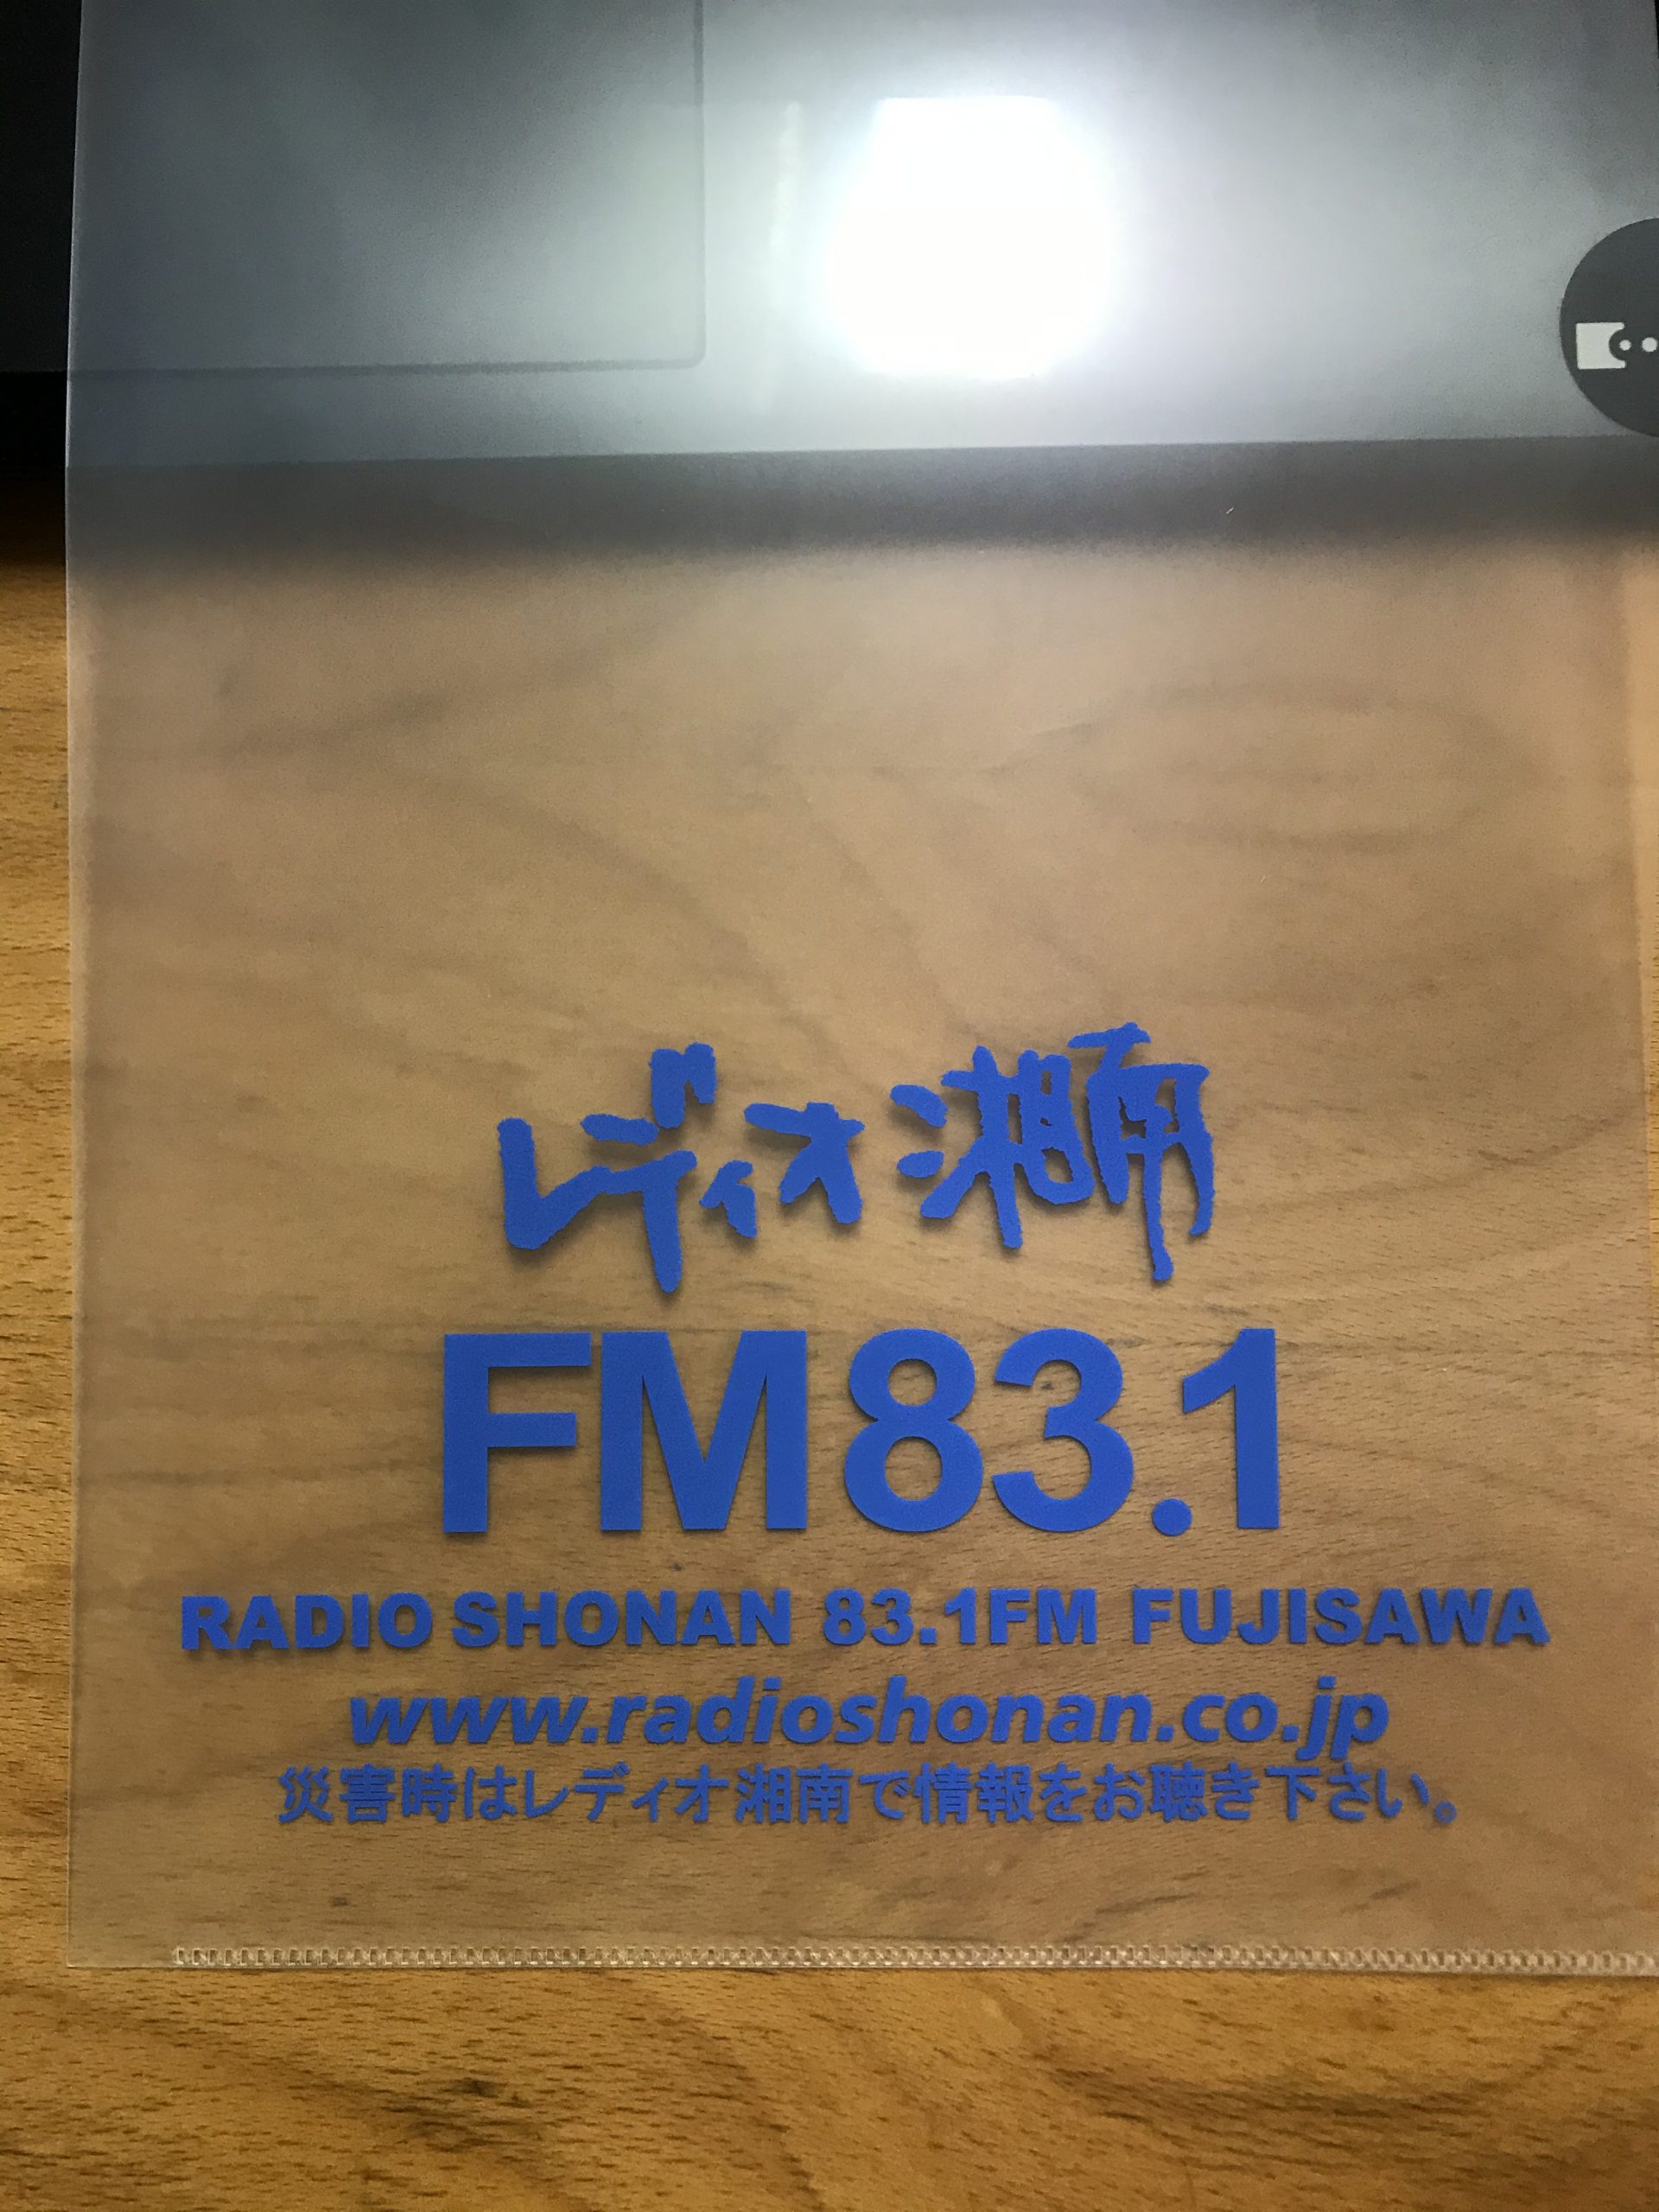 レディオ湘南
FM83.1
RADIO SHONAN 83.1FM FUJISAWA
www.radioshonan.co.jp
災害時はレディオ湘南で情報をお聴き下さい。